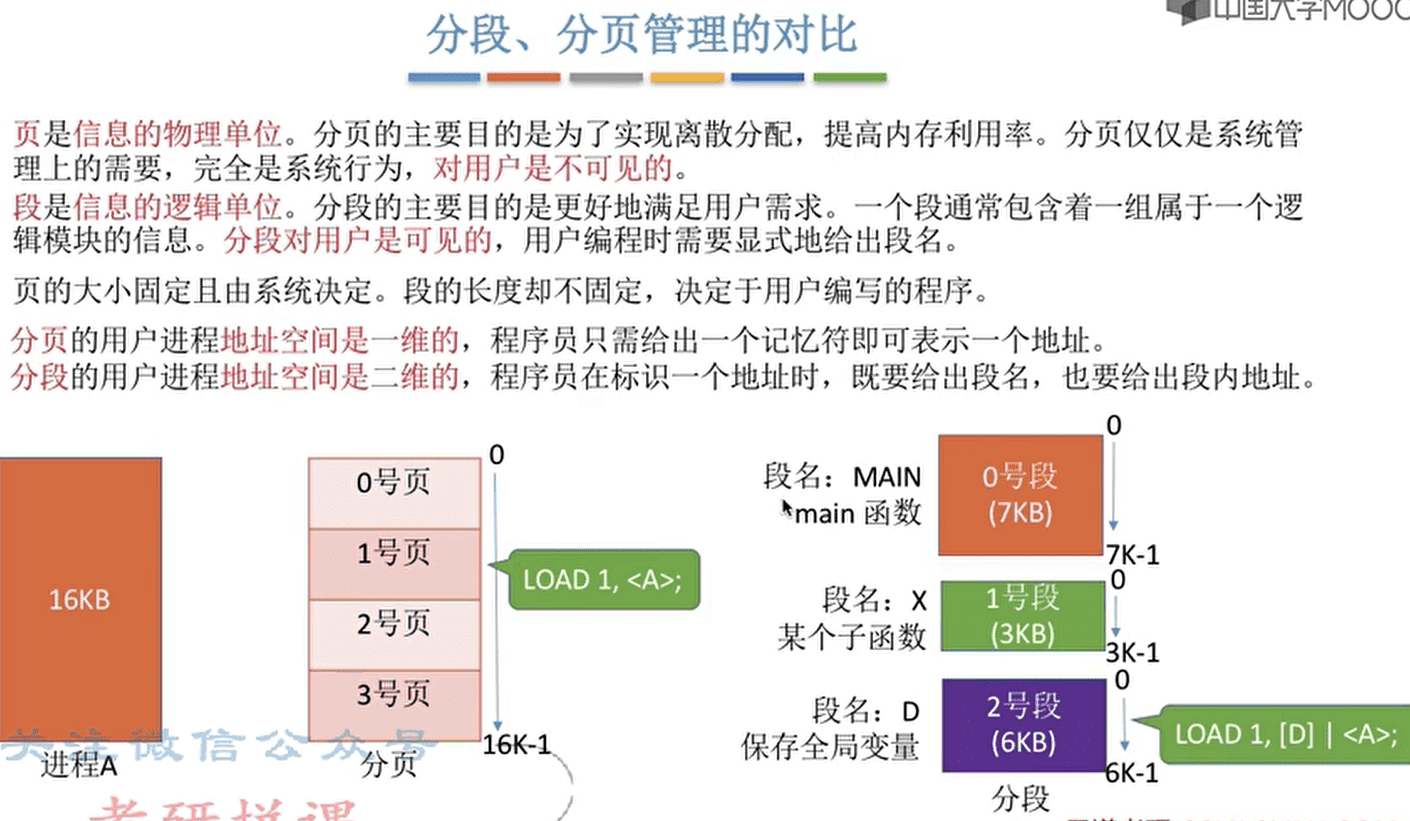 中国大学MOOC
分段、分页管理的对比
页是信息的物理单位。分页的主要目的是为了实现离散分配，提高内存利用率。分页仅仅是系统管
理上的需要，完全是系统行为，对用户是不可见的。
段是信息的逻辑单位。分段的主要目的是更好地满足用户需求。一个段通常包含着一组属于一个逻
辑模块的信息。分段对用户是可见的，用户编程时需要显式地给出段名。
页的大小固定且由系统决定。段的长度却不固定，决定于用户编写的程序。
分页的用户进程地址空间是一维的，程序员只需给出一个记忆符即可表示一个地址。
分段的用户进程地址空间是二维的，程序员在标识一个地址时，既要给出段名，也要给出段内地址。
16KB
进程A
0号页
1号页
2号页
3号页
0
16K-1
LOAD 1, <A>;
分页
段名：MAIN
main 函数
0号段
(7KB)
0
7K-1
段名：X
某个子函数
1号段
(3KB)
0
3K-1
段名：D
保存全局变量
2号段
(6KB)
0
6K-1
LOAD 1, [D] | <A>;
分段
关注微信公众号